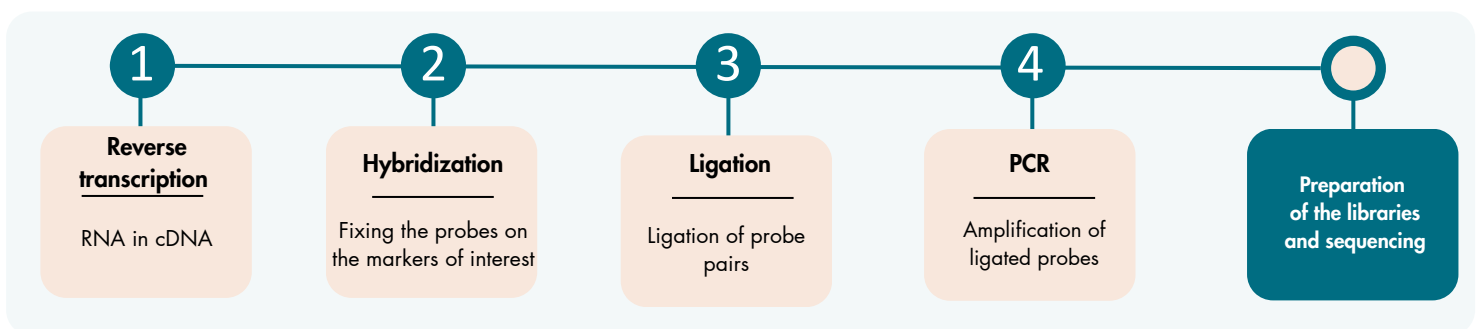 1
2
3
4
Reverse
transcription
RNA in cDNA
Hybridization
Fixing the probes on
the markers of interest
Ligation
Ligation of probe
pairs
PCR
Amplification of
ligated probes
Preparation
of the libraries
and sequencing